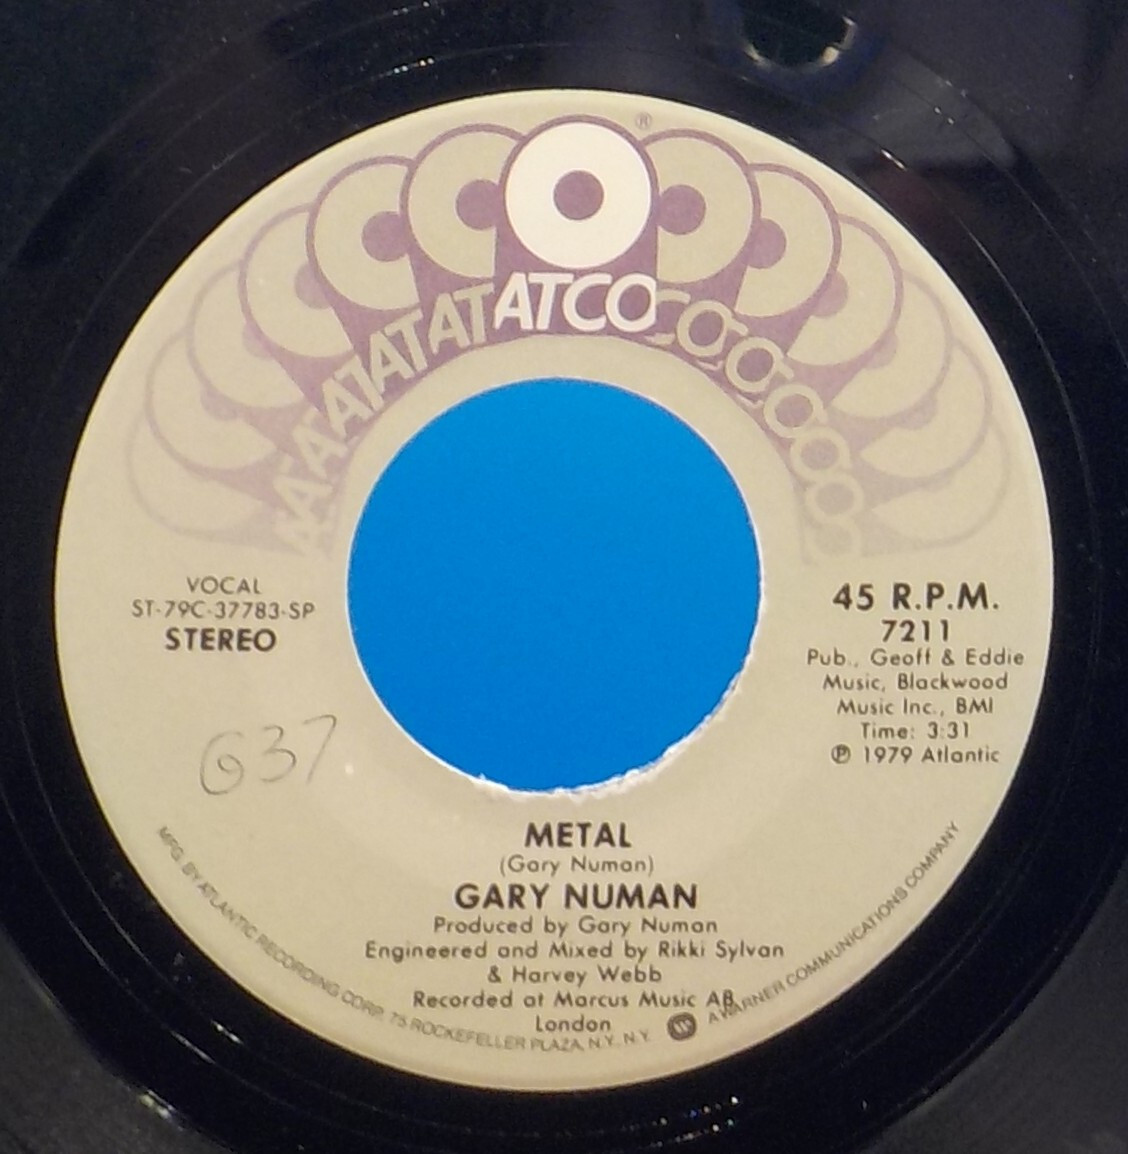 ®
ATATATATATATCOCOCOCOCOCO
VOCAL
ST-79C-37783-SP
STEREO
45 R.P.M.
7211
Pub., Geoff & Eddie
Music, Blackwood
Music Inc., BMI
Time: 3:31
℗ 1979 Atlantic
G37
METAL
(Gary Numan)
GARY NUMAN
Produced by Gary Numan
Engineered and Mixed by Rikki Sylvan
& Harvey Webb
Recorded at Marcus Music AB,
London
MFG. BY ATLANTIC RECORDING CORP. 75 ROCKEFELLER PLAZA, N.Y. N.Y. A WARNER COMMUNICATIONS COMPANY